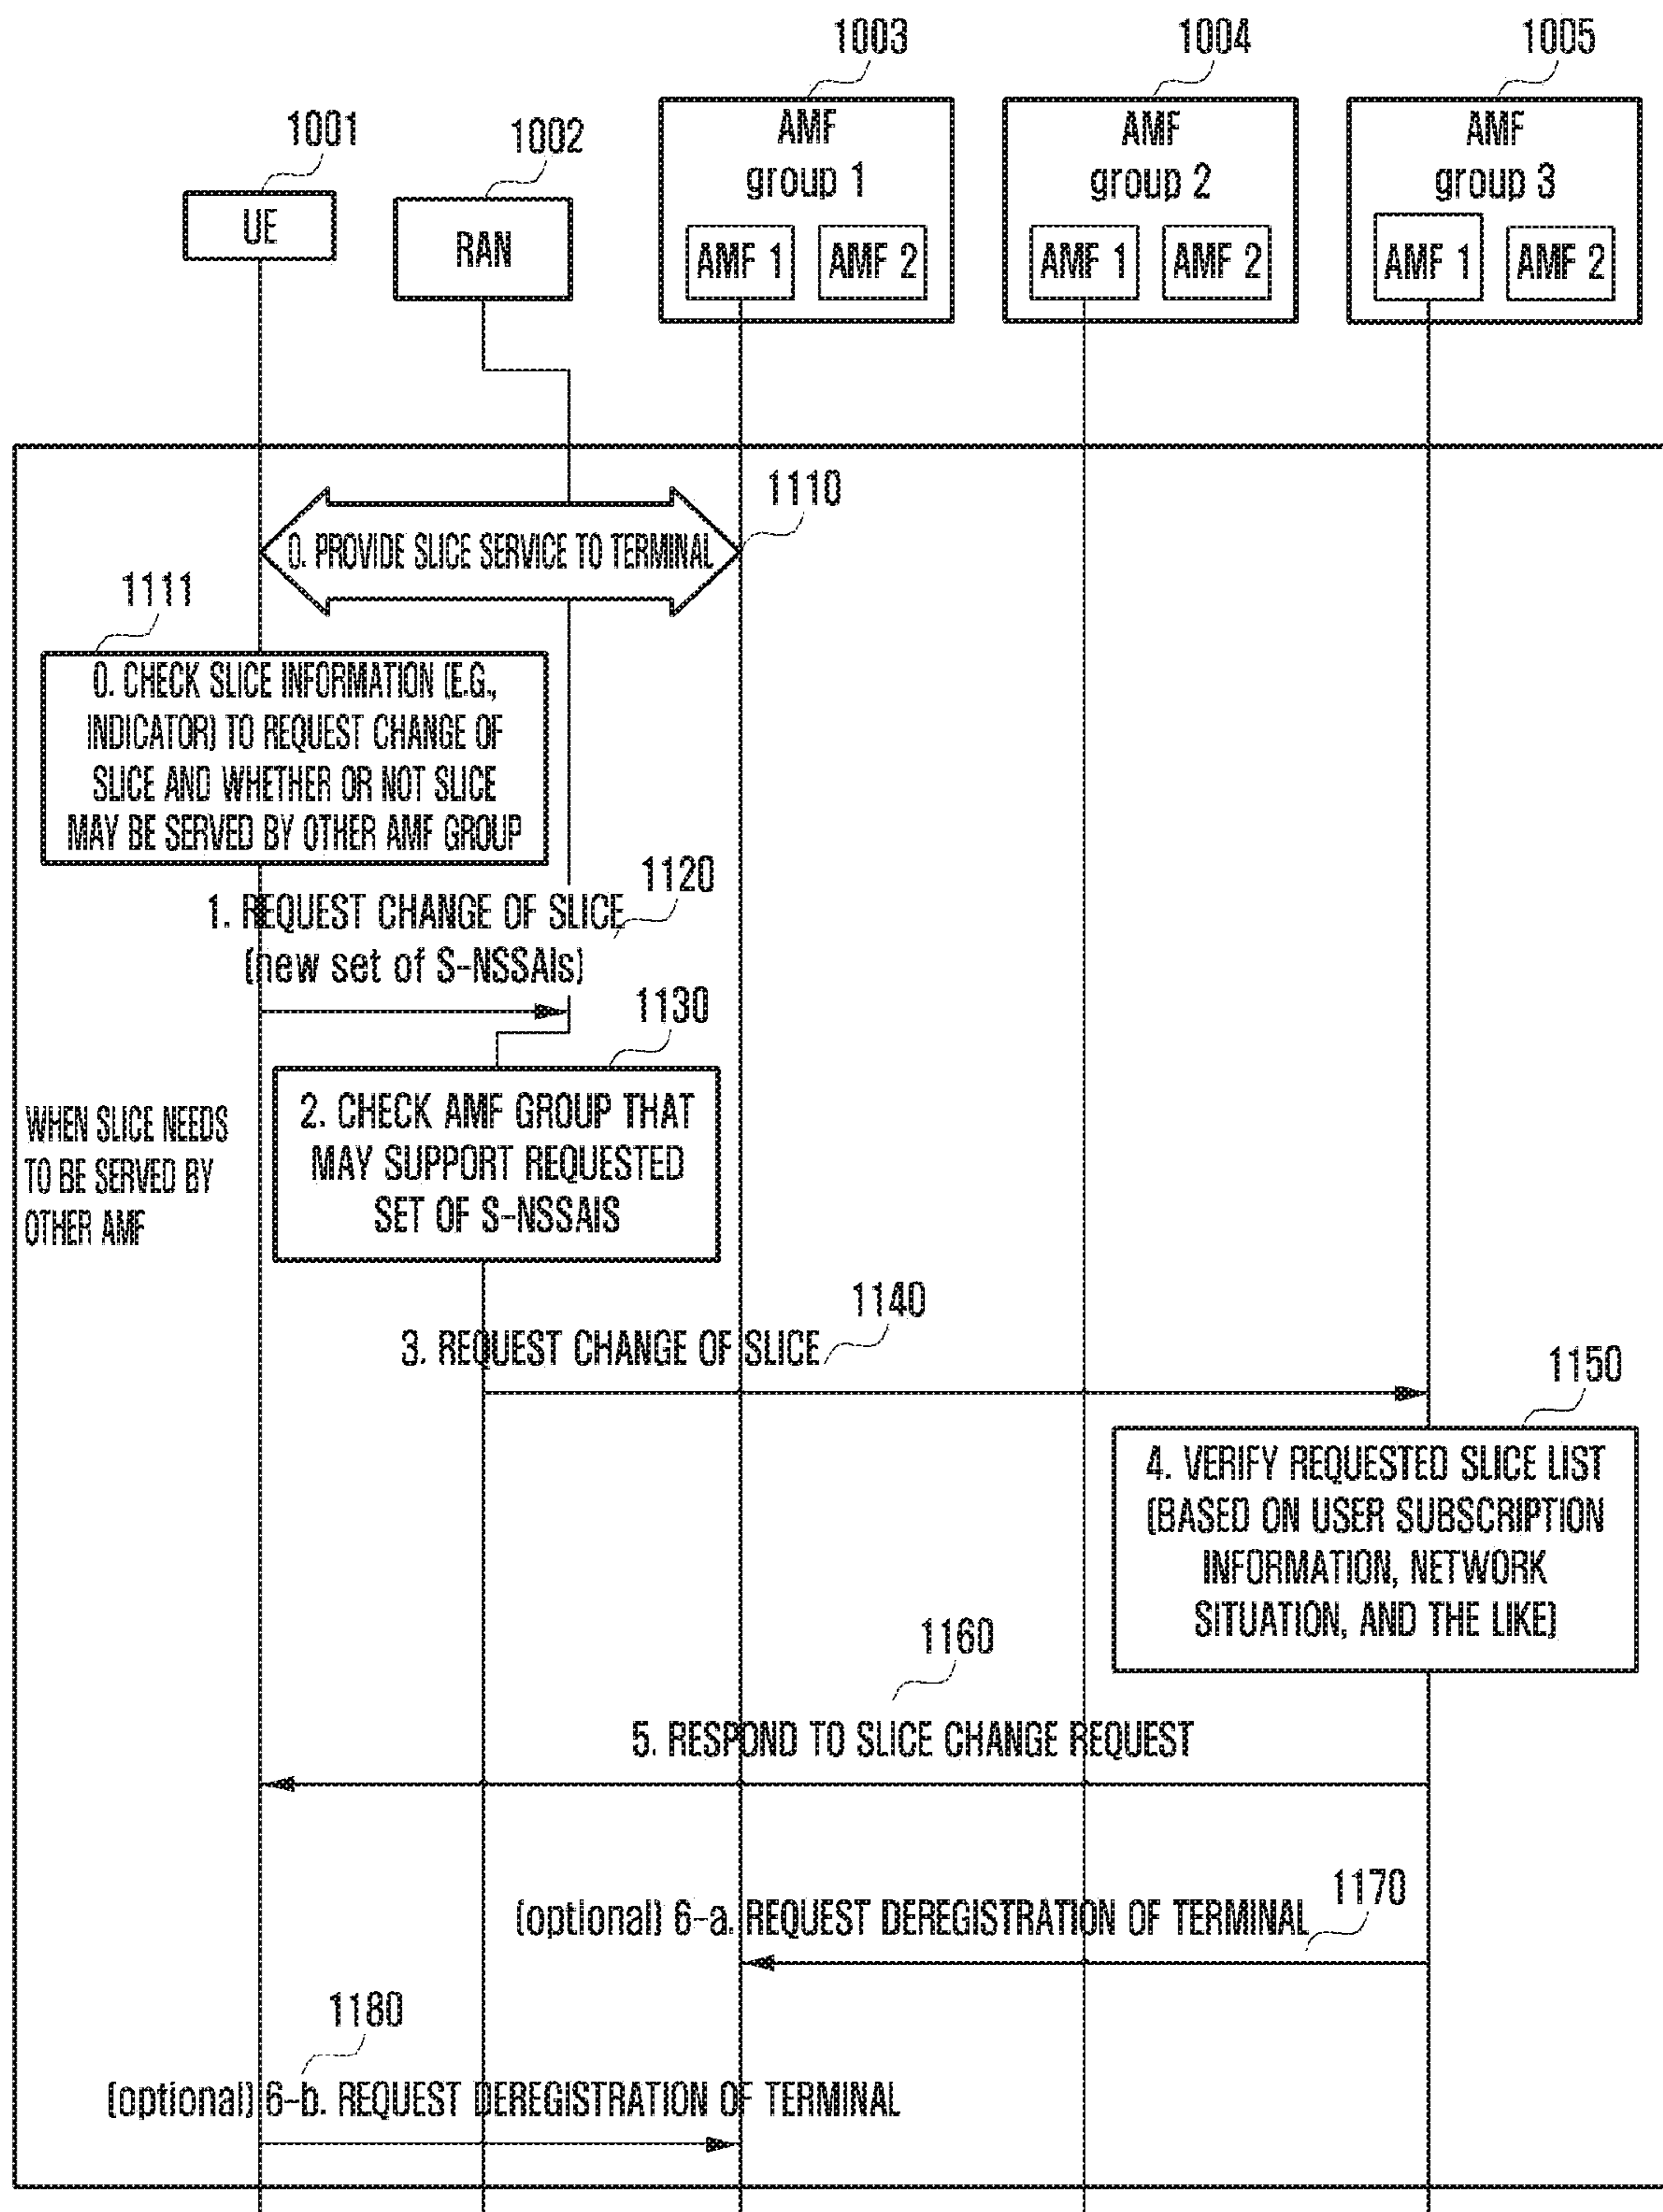 1003
1004
1005
1001
1002
AMF
group 1
AMF
group 2
AMF
group 3
UE
RAN
AMF 1
AMF 2
AMF 1
AMF 2
AMF 1
AMF 2
1110
0. PROVIDE SLICE SERVICE TO TERMINAL
1111
0. CHECK SLICE INFORMATION (E.G.,
INDICATOR) TO REQUEST CHANGE OF
SLICE AND WHETHER OR NOT SLICE
MAY BE SERVED BY OTHER AMF GROUP
1120
1. REQUEST CHANGE OF SLICE
(new set of S-NSSAIs)
1130
WHEN SLICE NEEDS
TO BE SERVED BY
OTHER AMF
2. CHECK AMF GROUP THAT
MAY SUPPORT REQUESTED
SET OF S-NSSAIS
1140
3. REQUEST CHANGE OF SLICE
1150
4. VERIFY REQUESTED SLICE LIST
(BASED ON USER SUBSCRIPTION
INFORMATION, NETWORK
SITUATION, AND THE LIKE)
1160
5. RESPOND TO SLICE CHANGE REQUEST
1170
(optional) 6-a. REQUEST DEREGISTRATION OF TERMINAL
1180
(optional) 6-b. REQUEST DEREGISTRATION OF TERMINAL